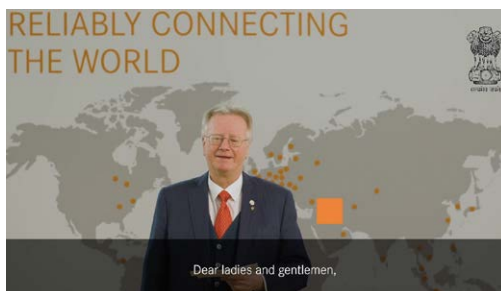 RELIABLY CONNECTING
THE WORLD
Dear ladies and gentlemen,